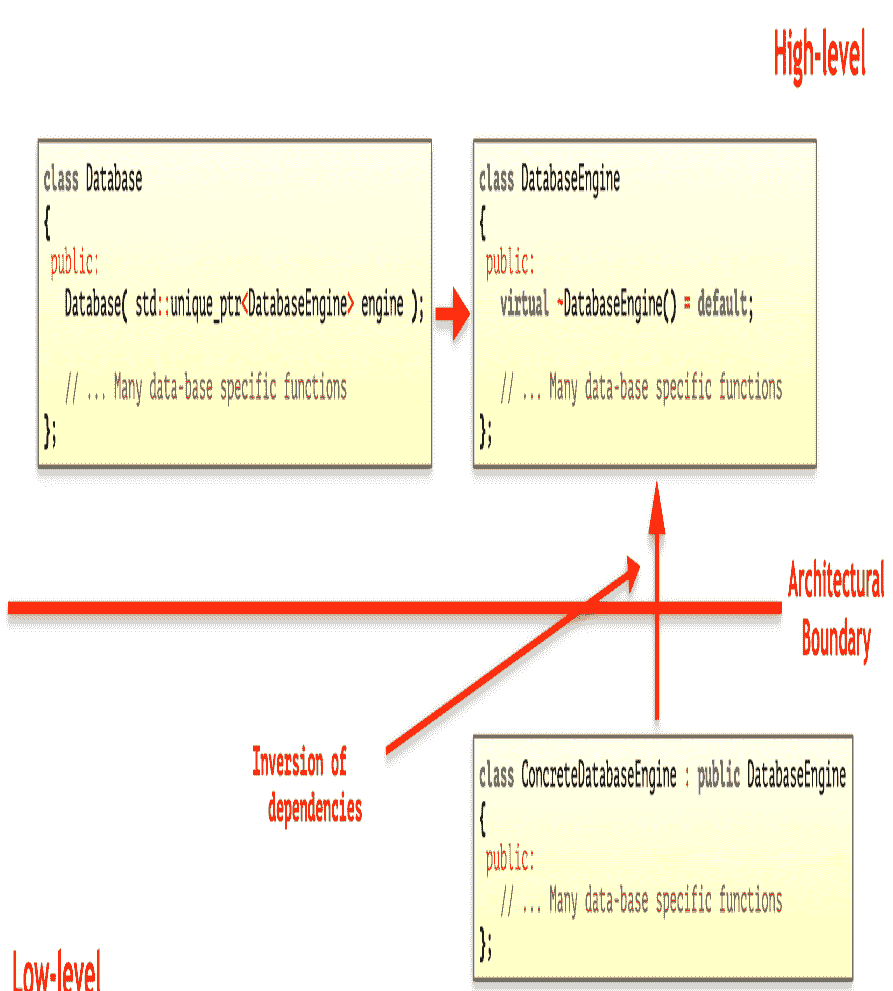 High-level
class Database
{
public:
Database( std::unique_ptr<DatabaseEngine> engine );
// ... Many data-base specific functions
};
class DatabaseEngine
{
public:
virtual ~DatabaseEngine() = default;
// ... Many data-base specific functions
};
Architectural
Boundary
Inversion of
dependencies
class ConcreteDatabaseEngine : public DatabaseEngine
{
public:
// ... Many data-base specific functions
};
Low-level